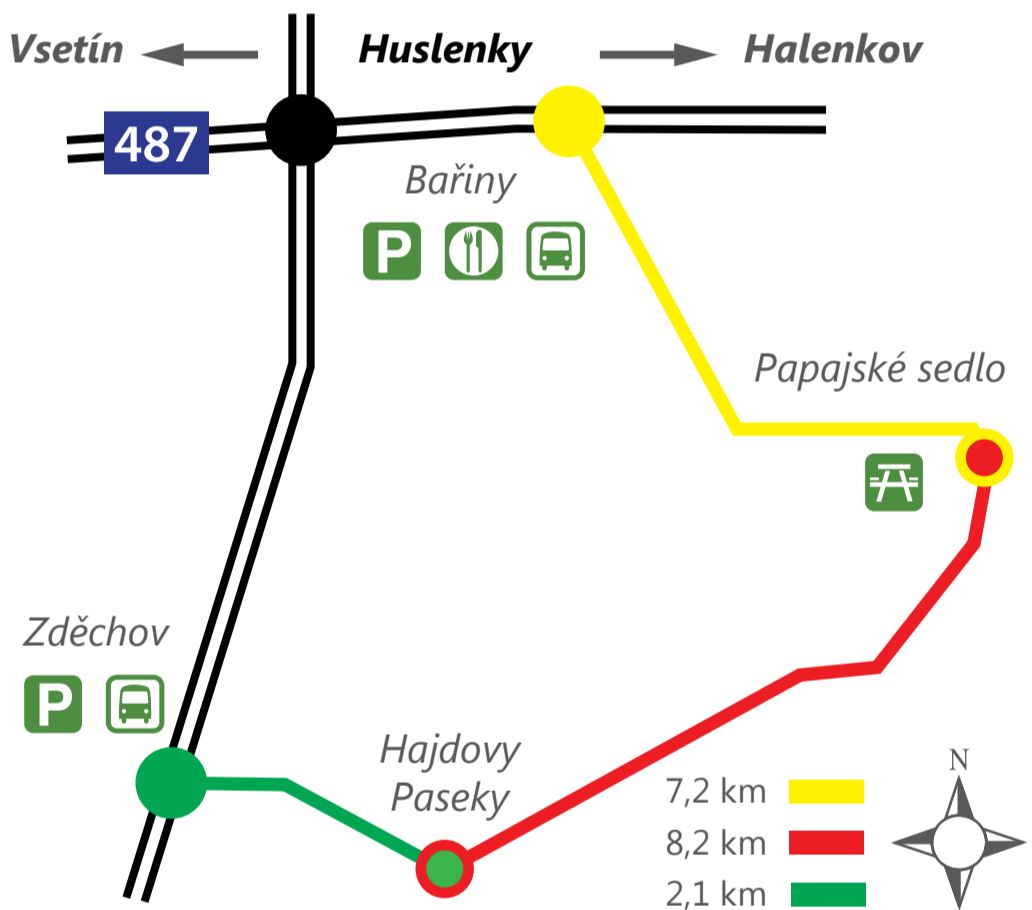 Vsetín
Huslenky
Halenkov
487
Bařiny
P
Papajské sedlo
Zděchov
P
Hajdovy
Paseky
N
7,2 km
8,2 km
2,1 km